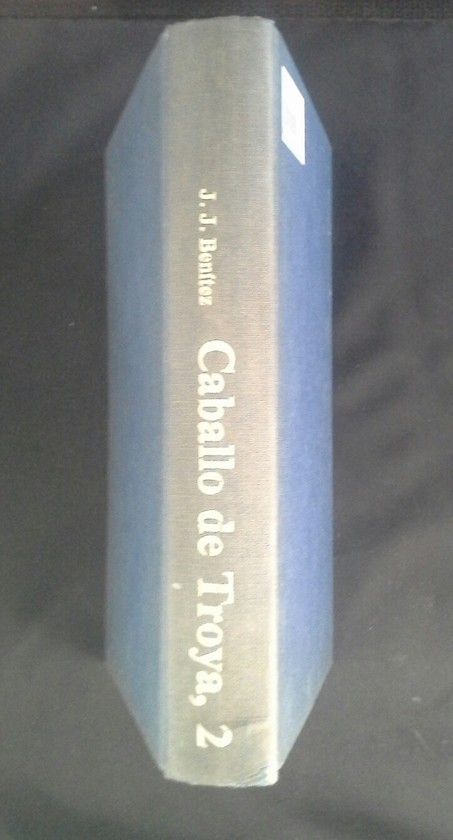 J. J. Benítez
Caballo de Troya, 2